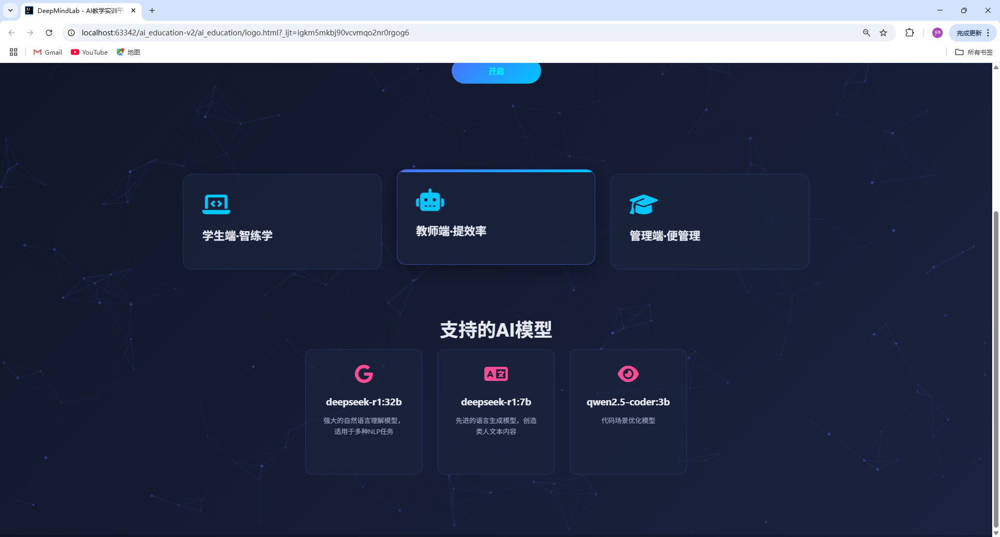 DeepMindLab - AI教学实训平
localhost:63342/ai_education-v2/ai_education/logo.html?_ijt=igkm5mkbj90vcvmqo2nr0rgog6
ya
完成更新
Gmail
YouTube
地图
所有书签
开启
学生端·智练学
教师端·提效率
管理端·便管理
支持的AI模型
deepseek-r1:32b
强大的自然语言理解模型，
适用于多种NLP任务
deepseek-r1:7b
先进的语言生成模型，创造
类人文本内容
qwen2.5-coder:3b
代码场景优化模型